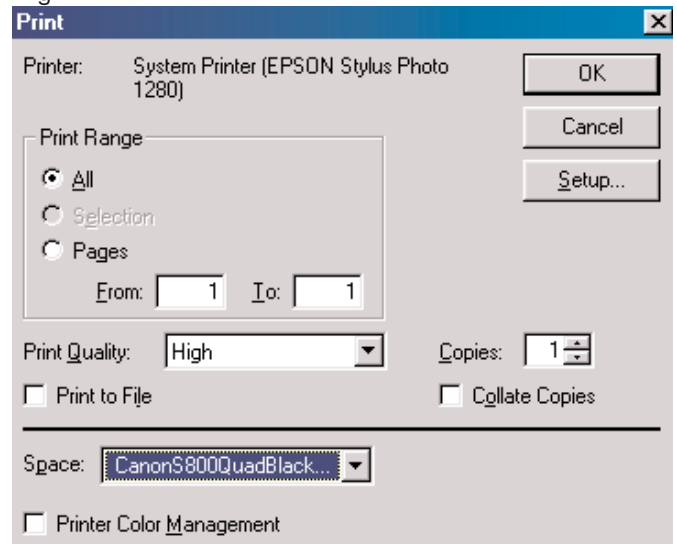 Print
Printer: System Printer (EPSON Stylus Photo
1280)
OK
Cancel
Setup...
Print Range
All
Selection
Pages
From: 1 To: 1
Print Quality: High Copies: 1
Print to File Collate Copies
Space: CanonS800QuadBlack...
Printer Color Management